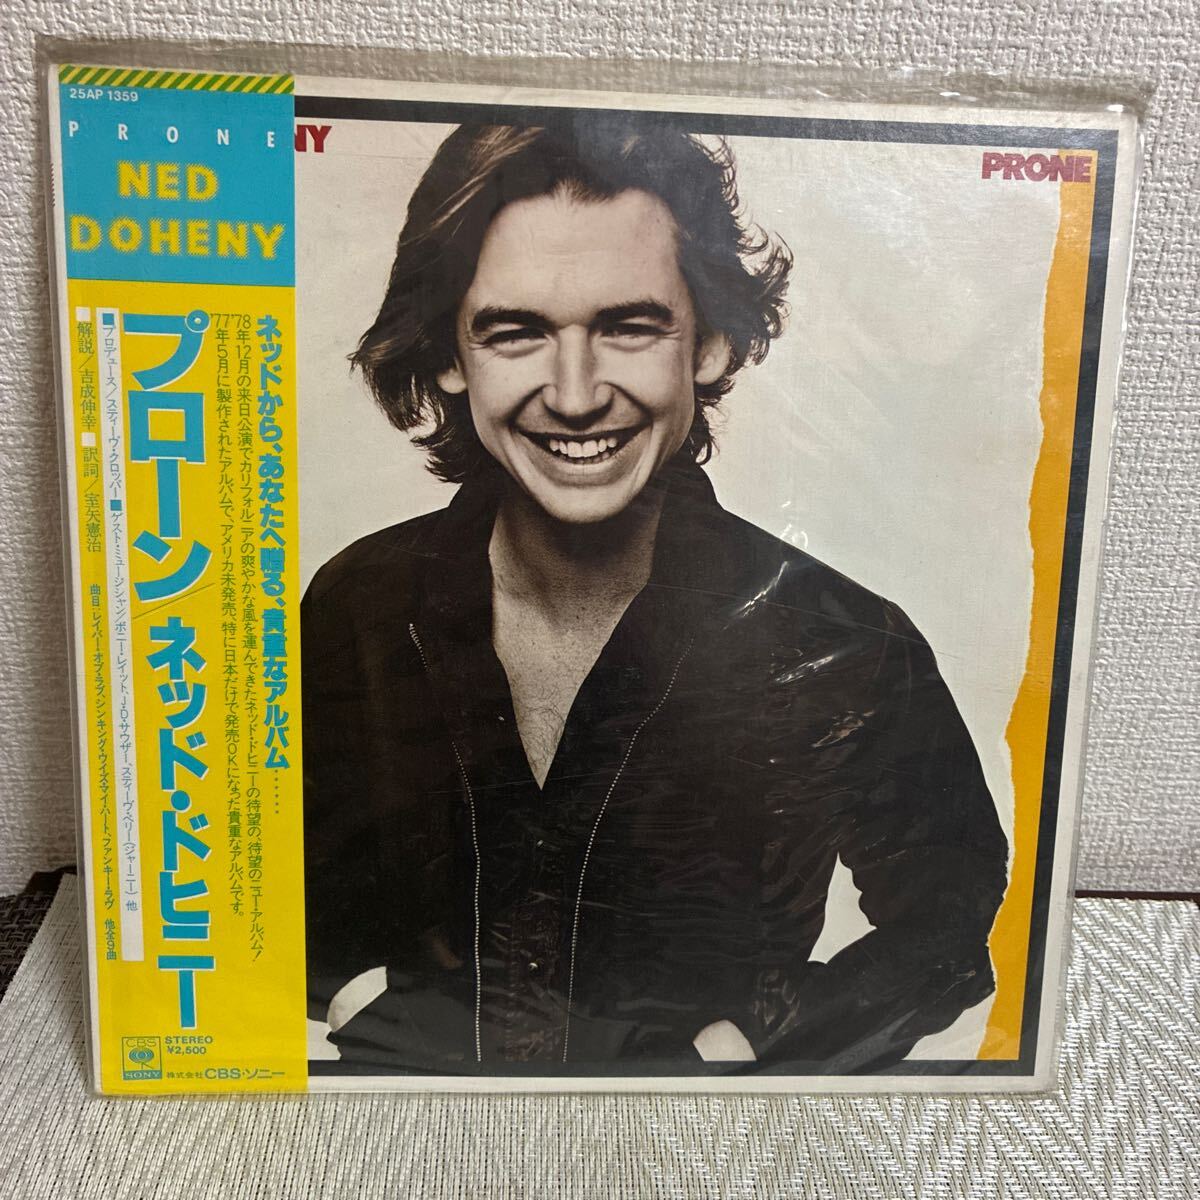 25AP 1359
PRONE
NED
DOHENY
NY
PRONE
ネッドから、あなたへ贈る、貴重なアルバム……
'78年12月の来日公演でカリフォルニアの爽やかな風を運んできたネッド・ドヒニーの待望の、待望のニュー・アルバム!
'77年5月に製作されたアルバムで、アメリカ未発売、特に日本だけで発売OKになった貴重なアルバムです。
プローン/ネッド・ドヒニー
■プロデュース/スティーヴ・クロッパー■ゲスト・ミュージシャン/ボニー・レイット、J・D・サウザー、スティーヴ・ペリー(ジャーニー)他
■解説/吉成伸幸■訳詞/室矢憲治
曲目:レイバー・オブ・ラブ、シンキング・ウィズ・マイ・ハート、ファンキー・ラヴ 他全9曲
CBS
SONY
STEREO
¥2,500
株式会社CBS・ソニー